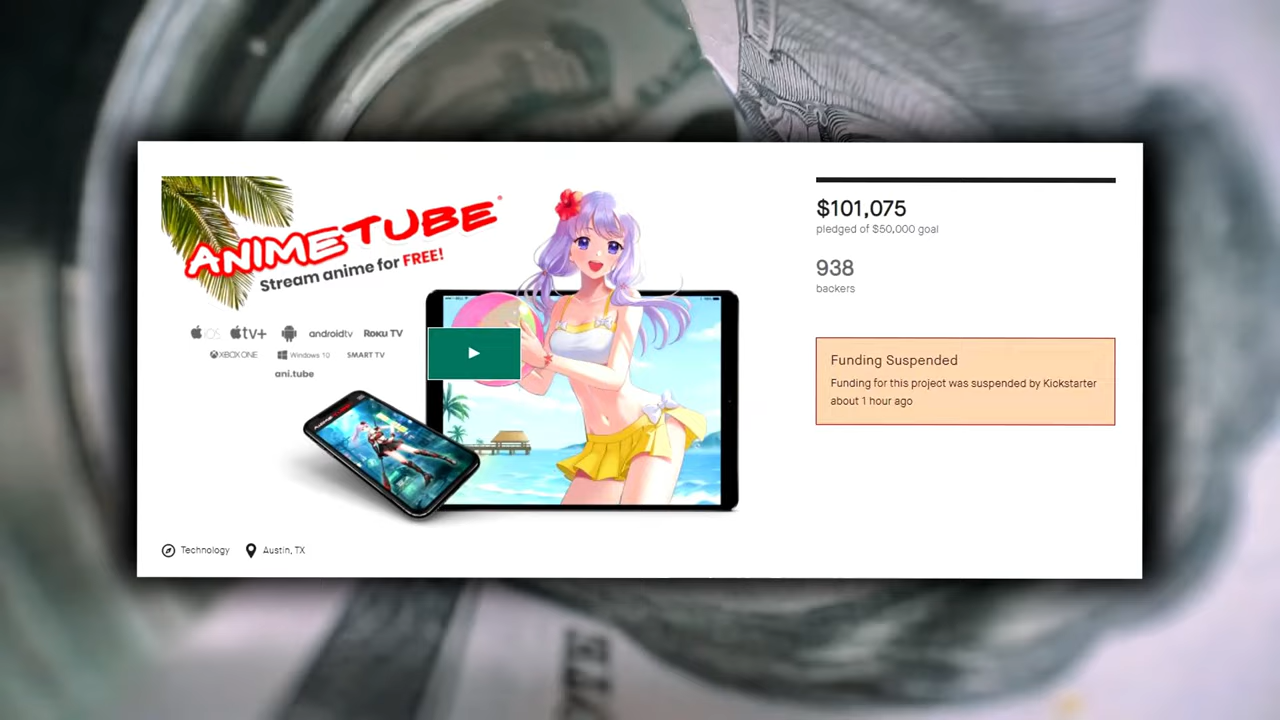 ANIMETUBE
Stream anime for FREE!
iOS tv+ androidtv Roku TV
XBOX ONE Windows 10 SMART TV
ani.tube
Technology Austin, TX
$101,075
pledged of $50,000 goal
938
backers
Funding Suspended
Funding for this project was suspended by Kickstarter
about 1 hour ago